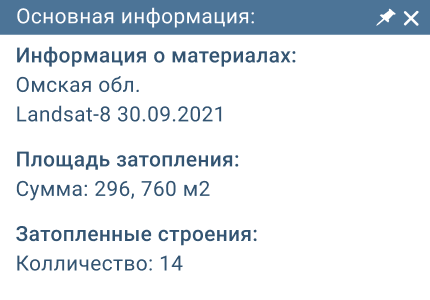 Основная информация:
Информация о материалах:
Омская обл.
Landsat-8 30.09.2021
Площадь затопления:
Сумма: 296, 760 м2
Затопленные строения:
Колличество: 14